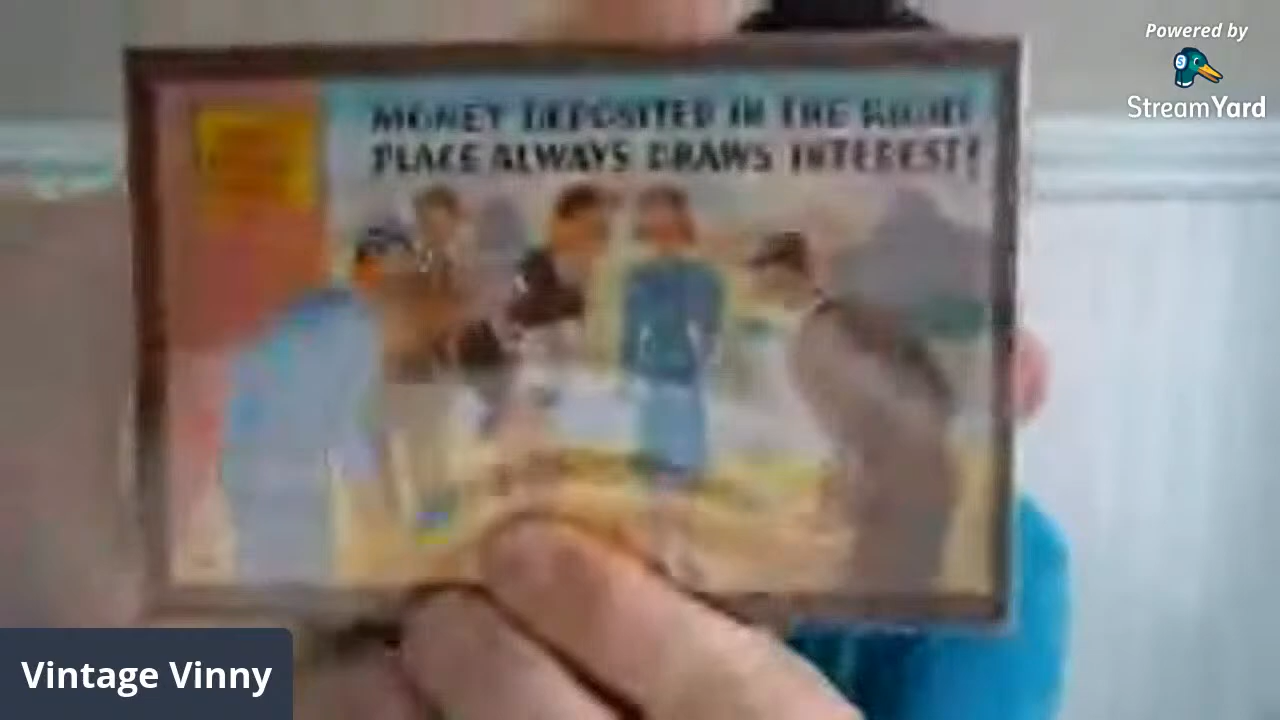 Powered by
StreamYard
MONEY DEPOSITED IN THE RIGHT
PLACE ALWAYS DRAWS INTEREST!
Vintage Vinny